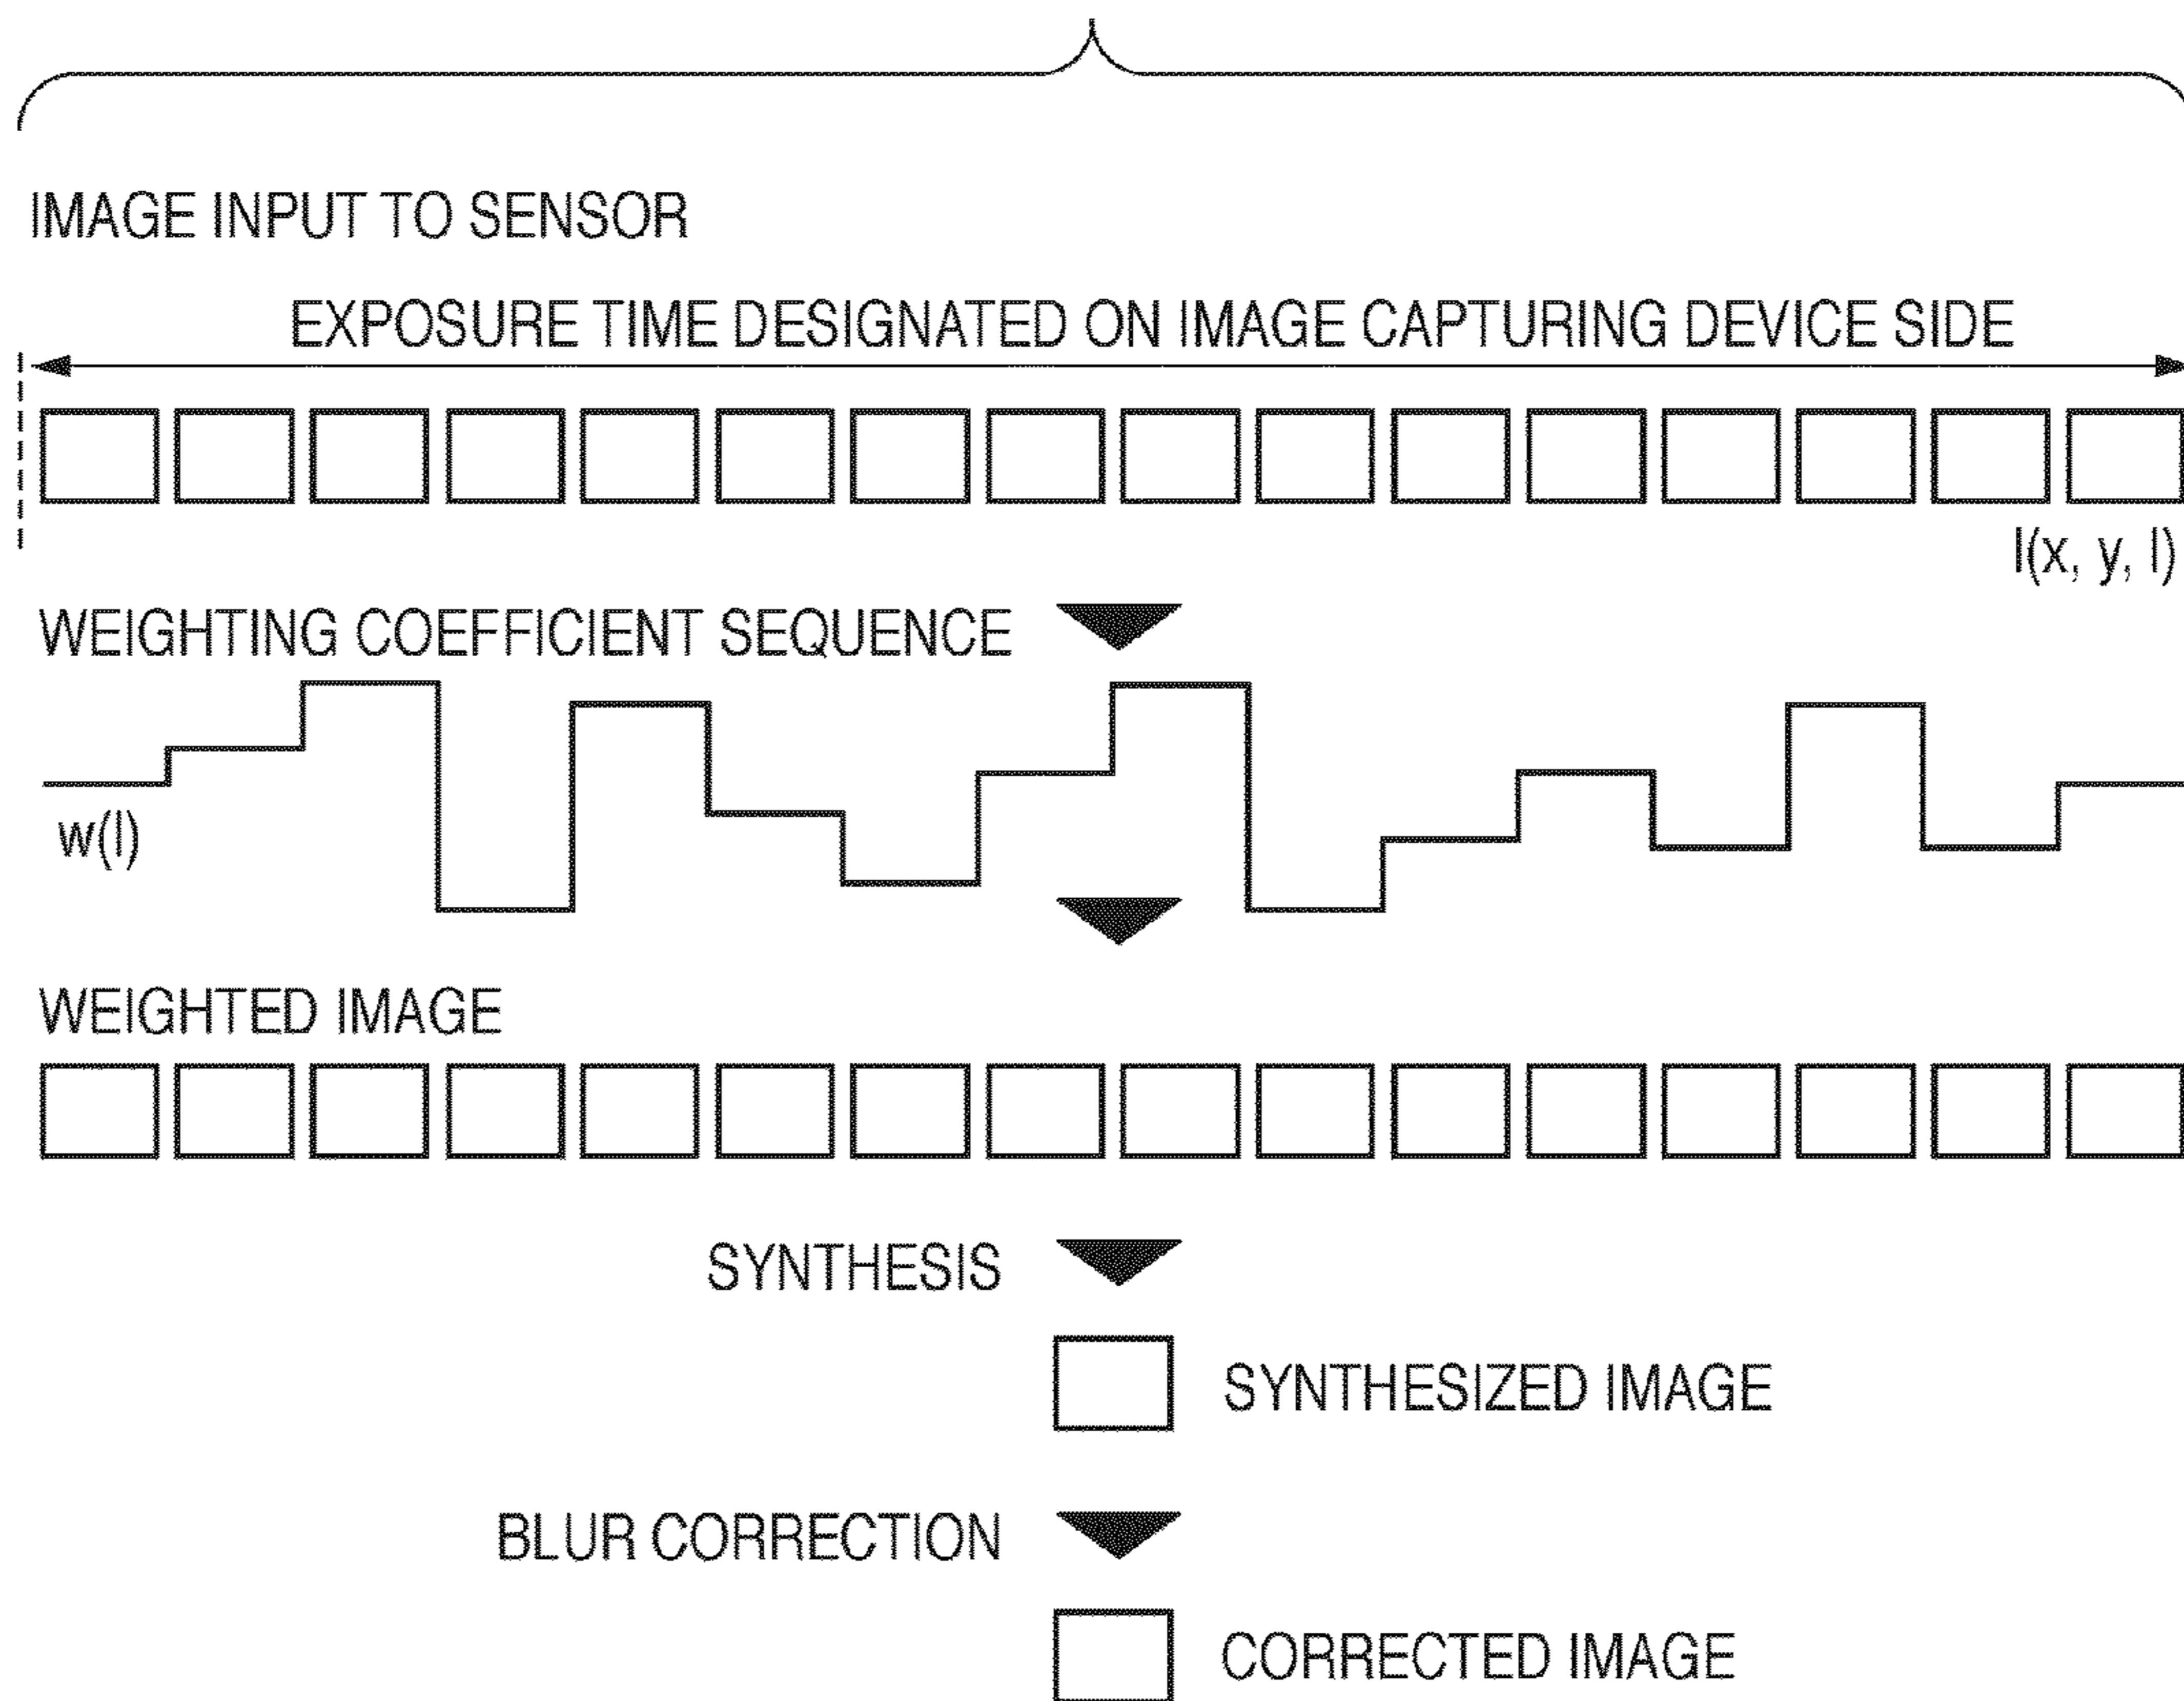 IMAGE INPUT TO SENSOR
EXPOSURE TIME DESIGNATED ON IMAGE CAPTURING DEVICE SIDE
I(x, y, l)
WEIGHTING COEFFICIENT SEQUENCE
w(l)
WEIGHTED IMAGE
SYNTHESIS
SYNTHESIZED IMAGE
BLUR CORRECTION
CORRECTED IMAGE